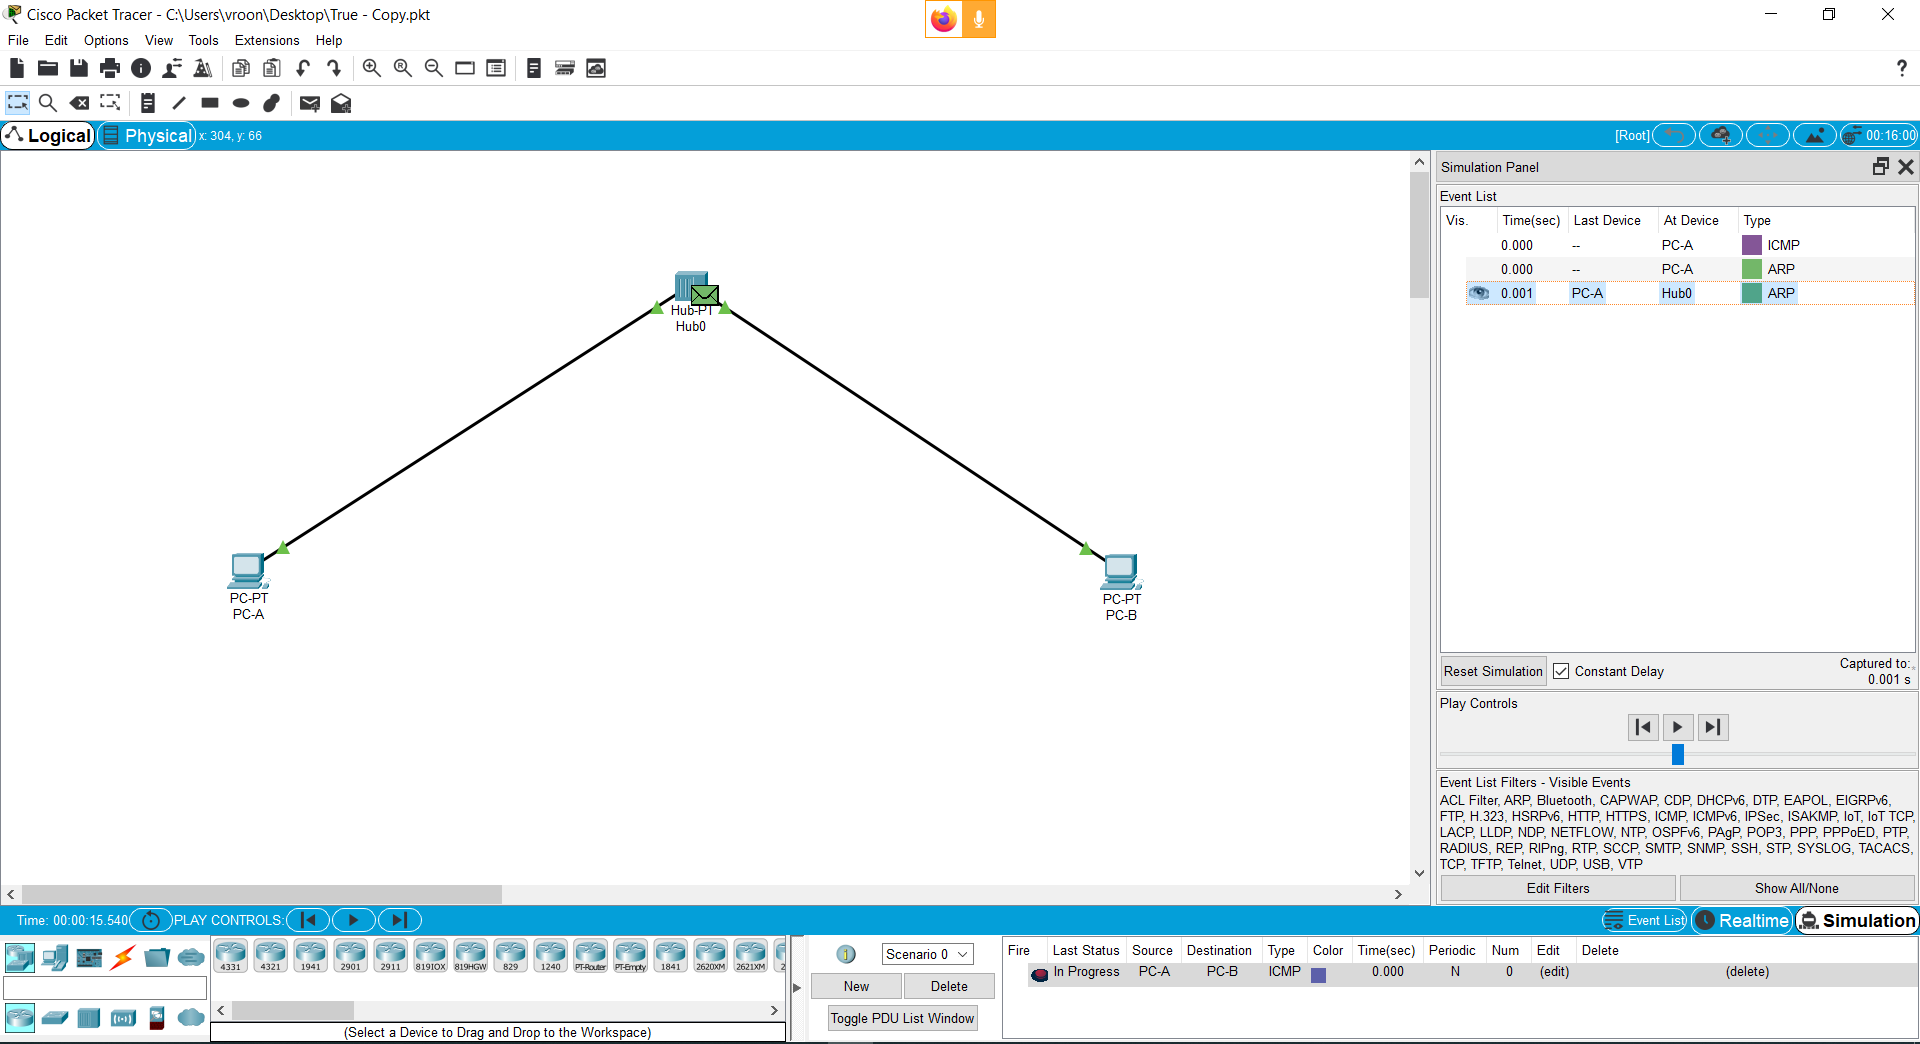 Cisco Packet Tracer - C:\Users\vroon\Desktop\True - Copy.pkt
File Edit Options View Tools Extensions Help
?
Logical Physical x: 304, y: 66 [Root] 00:16:00
Simulation Panel
Event List
Vis. Time(sec) Last Device At Device Type
0.000 -- PC-A ICMP
0.000 -- PC-A ARP
0.001 PC-A Hub0 ARP
Hub-PT
Hub0
PC-PT
PC-A
PC-PT
PC-B
Reset Simulation Constant Delay Captured to:
0.001 s
Play Controls
Event List Filters - Visible Events
ACL Filter, ARP, Bluetooth, CAPWAP, CDP, DHCPv6, DTP, EAPOL, EIGRPv6,
FTP, H.323, HSRPv6, HTTP, HTTPS, ICMP, ICMPv6, IPSec, ISAKMP, IoT, IoT TCP,
LACP, LLDP, NDP, NETFLOW, NTP, OSPFv6, PAgP, POP3, PPP, PPPoED, PTP,
RADIUS, REP, RIPng, RTP, SCCP, SMTP, SNMP, SSH, STP, SYSLOG, TACACS,
TCP, TFTP, Telnet, UDP, USB, VTP
Edit Filters Show All/None
Time: 00:00:15.540 PLAY CONTROLS: Event List Realtime Simulation
4331 4321 1941 2901 2911 819IOX 819HGW 829 1240 PT-Router PT-Empty 1841 2620XM 2621XM 2
(Select a Device to Drag and Drop to the Workspace)
Scenario 0
New Delete
Toggle PDU List Window
Fire Last Status Source Destination Type Color Time(sec) Periodic Num Edit Delete
In Progress PC-A PC-B ICMP 0.000 N 0 (edit) (delete)